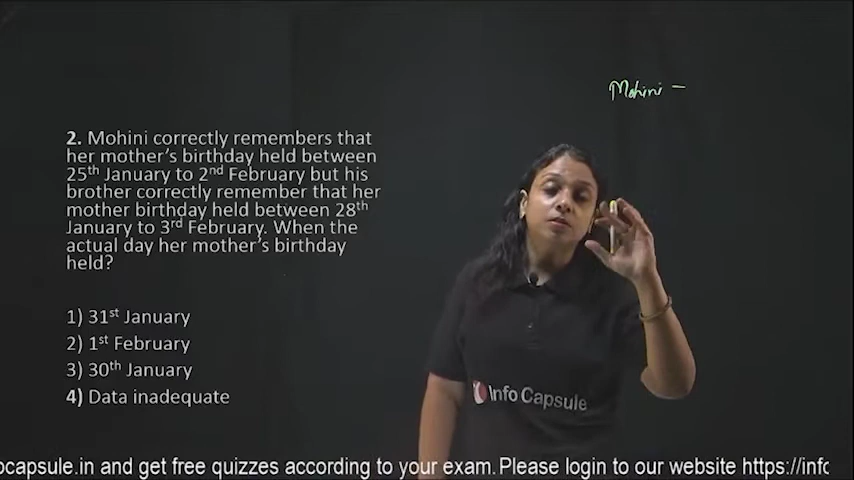 Mohini –
2. Mohini correctly remembers that
her mother's birthday held between
25th January to 2nd February but his
brother correctly remember that her
mother birthday held between 28th
January to 3rd February. When the
actual day her mother's birthday
held?
1) 31st January
2) 1st February
3) 30th January
4) Data inadequate
Info Capsule
ocapsule.in and get free quizzes according to your exam. Please login to our website https://infc